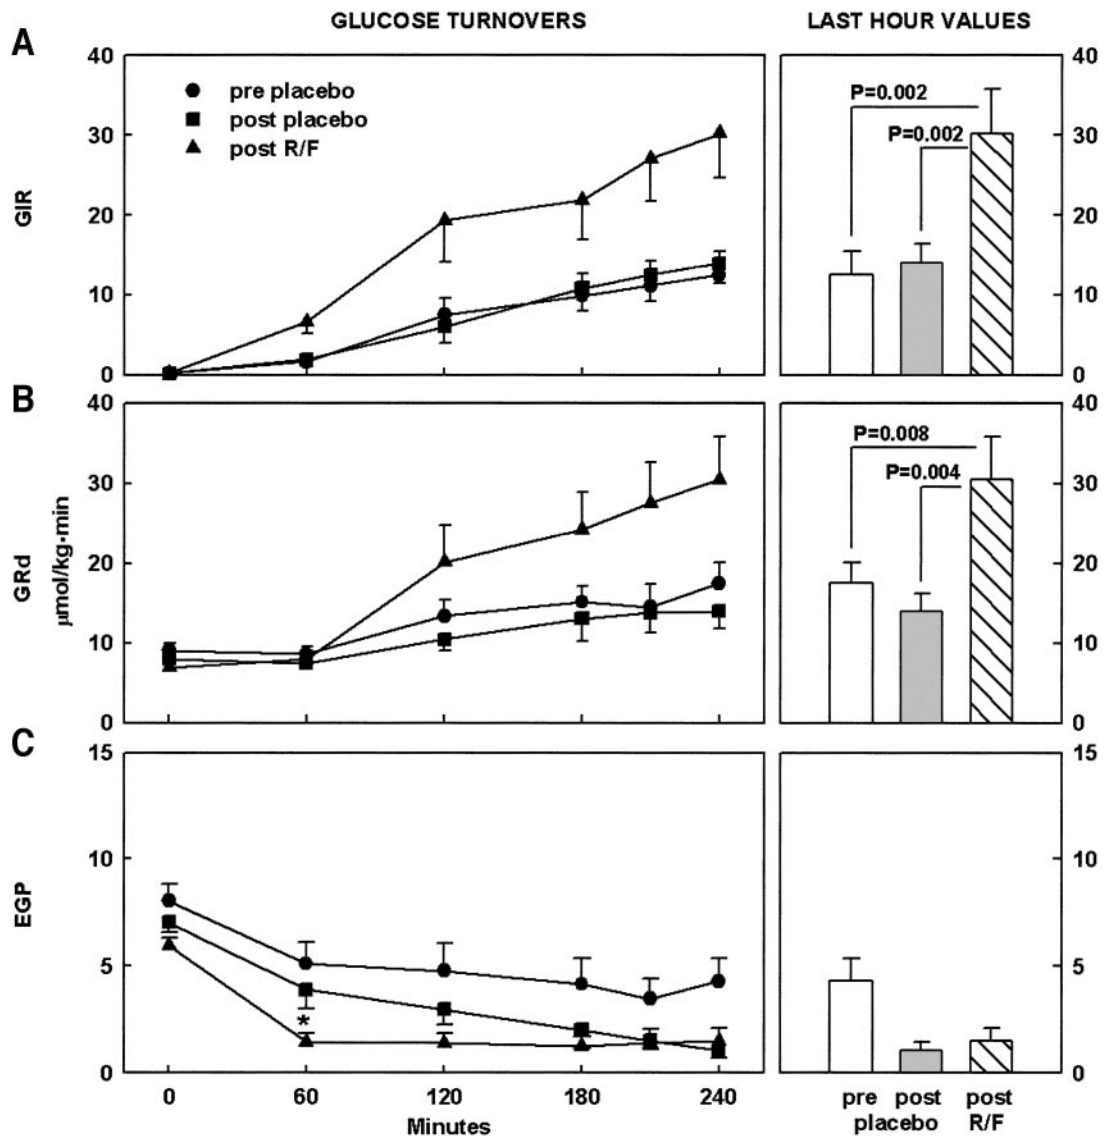 GLUCOSE TURNOVERS
LAST HOUR VALUES
A
40
30
20
10
0
GIR
pre placebo
post placebo
post R/F
P=0.002
P=0.002
40
30
20
10
0
B
40
30
20
10
0
GRd
µmol/kg·min
P=0.008
P=0.004
40
30
20
10
0
C
15
10
5
0
EGP
*
0 60 120 180 240
Minutes
15
10
5
0
pre post post
placebo R/F